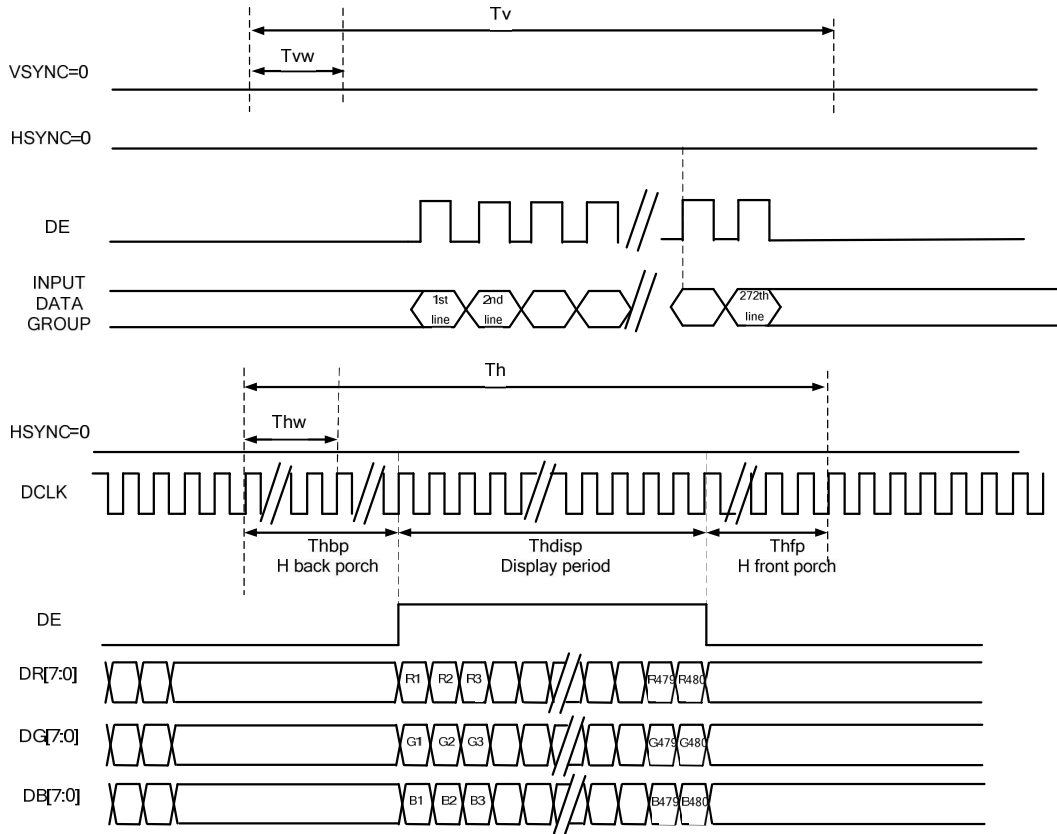 Tv
Tvw
VSYNC=0
HSYNC=0
DE
INPUT
DATA
GROUP
1st
line
2nd
line
272th
line
Th
Thw
HSYNC=0
DCLK
Thbp
H back porch
Thdisp
Display period
Thfp
H front porch
DE
DR[7:0]
R1 R2 R3 R479 R480
DG[7:0]
G1 G2 G3 G479 G480
DB[7:0]
B1 B2 B3 B479 B480